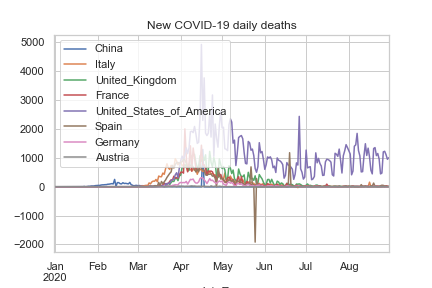 New COVID-19 daily deaths
5000
4000
3000
2000
1000
0
−1000
−2000
China
Italy
United_Kingdom
France
United_States_of_America
Spain
Germany
Austria
Jan Feb Mar Apr May Jun Jul Aug
2020